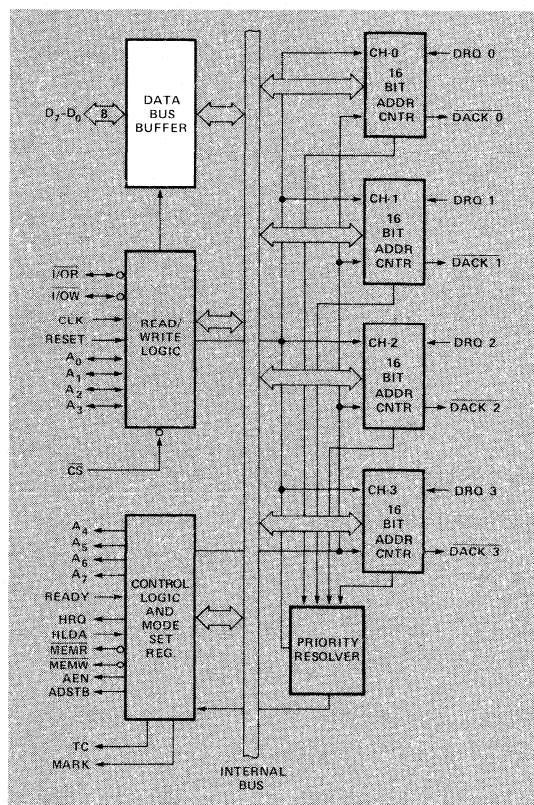 D7-D0
8
DATA
BUS
BUFFER
I/OR
I/OW
CLK
RESET
A0
A1
A2
A3
READ/
WRITE
LOGIC
CS
A4
A5
A6
A7
READY
HRQ
HLDA
MEMR
MEMW
AEN
ADSTB
CONTROL
LOGIC
AND
MODE
SET
REG.
TC
MARK
INTERNAL
BUS
CH-0
16
BIT
ADDR
CNTR
DRQ 0
DACK 0
CH-1
16
BIT
ADDR
CNTR
DRQ 1
DACK 1
CH-2
16
BIT
ADDR
CNTR
DRQ 2
DACK 2
CH-3
16
BIT
ADDR
CNTR
DRQ 3
DACK 3
PRIORITY
RESOLVER